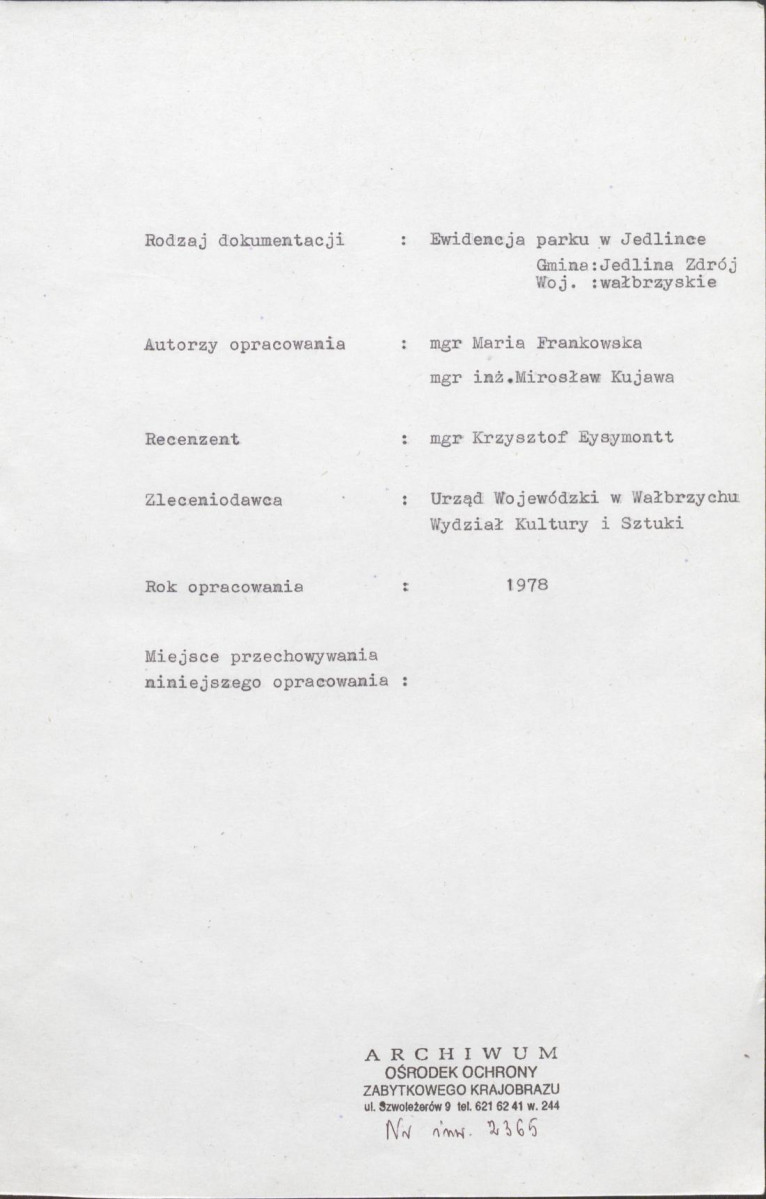 Rodzaj dokumentacji : Ewidencja parku w Jedlince
Gmina:Jedlina Zdrój
Woj. :wałbrzyskie
Autorzy opracowania : mgr Maria Frankowska
mgr inż.Mirosław Kujawa
Recenzent : mgr Krzysztof Eysymontt
Zleceniodawca : Urząd Wojewódzki w Wałbrzychu
Wydział Kultury i Sztuki
Rok opracowania : 1978
Miejsce przechowywania
niniejszego opracowania :
ARCHIWUM
OŚRODEK OCHRONY
ZABYTKOWEGO KRAJOBRAZU
ul. Szwoleżerów 9 tel. 621 62 41 w. 244
Nr inw. 2365